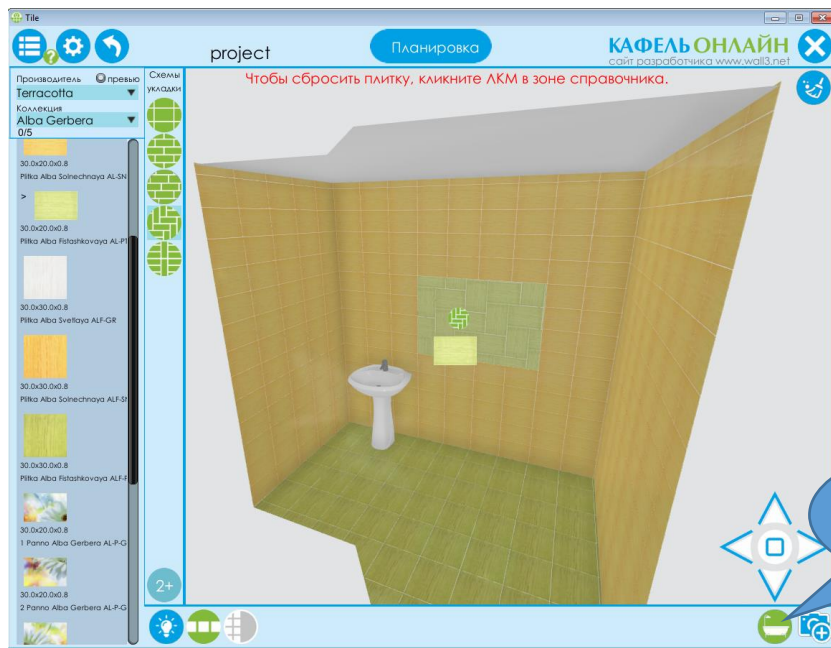 Tile
project
Планировка
КАФЕЛЬ ОНЛАЙН
сайт разработчика www.wall3.net
Производитель превью
Terracotta
Коллекция
Alba Gerbera
0/5
Схемы
укладки
Чтобы сбросить плитку, кликните ЛКМ в зоне справочника.
30.0x20.0x0.8
Plitka Alba Solnechnaya AL-SN
>
30.0x20.0x0.8
Plitka Alba Fistashkovaya AL-PT
30.0x30.0x0.8
Plitka Alba Svetlaya ALF-GR
30.0x30.0x0.8
Plitka Alba Solnechnaya ALF-SN
30.0x30.0x0.8
Plitka Alba Fistashkovaya ALF-P
30.0x20.0x0.8
1 Panno Alba Gerbera AL-P-G
30.0x20.0x0.8
2 Panno Alba Gerbera AL-P-G
2+